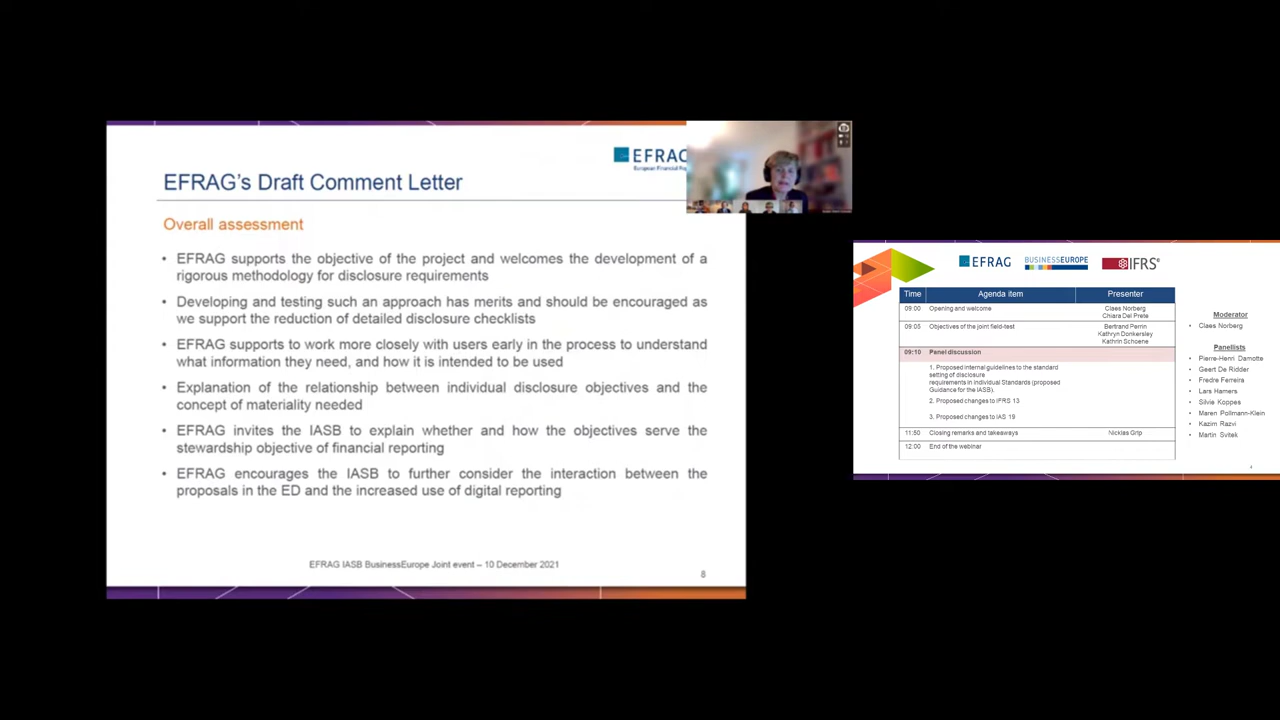 EFRAG
European Financial
EFRAG's Draft Comment Letter
Overall assessment
• EFRAG supports the objective of the project and welcomes the development of a
rigorous methodology for disclosure requirements
• Developing and testing such an approach has merits and should be encouraged as
we support the reduction of detailed disclosure checklists
• EFRAG supports to work more closely with users early in the process to understand
what information they need, and how it is intended to be used
• Explanation of the relationship between individual disclosure objectives and the
concept of materiality needed
• EFRAG invites the IASB to explain whether and how the objectives serve the
stewardship objective of financial reporting
• EFRAG encourages the IASB to further consider the interaction between the
proposals in the ED and the increased use of digital reporting
EFRAG IASB BusinessEurope Joint event – 10 December 2021
8
EFRAG BUSINESSEUROPE IFRS®
Time Agenda item Presenter
09:00 Opening and welcome Claes Norberg
Chiara Del Prete
09:05 Objectives of the joint field-test Bertrand Perrin
Kathryn Donkersley
Kathrin Schoene
09:10 Panel discussion
1. Proposed internal guidelines to the standard
setting of disclosure
requirements in individual Standards (proposed
Guidance for the IASB).
2. Proposed changes to IFRS 13
3. Proposed changes to IAS 19
11:50 Closing remarks and takeaways Nicklas Grip
12:00 End of the webinar
Moderator
• Claes Norberg
Panellists
• Pierre-Henri Damotte
• Geert De Ridder
• Fredre Ferreira
• Lars Hamers
• Silvie Koppes
• Maren Pollmann-Klein
• Kazim Razvi
• Martin Svitek